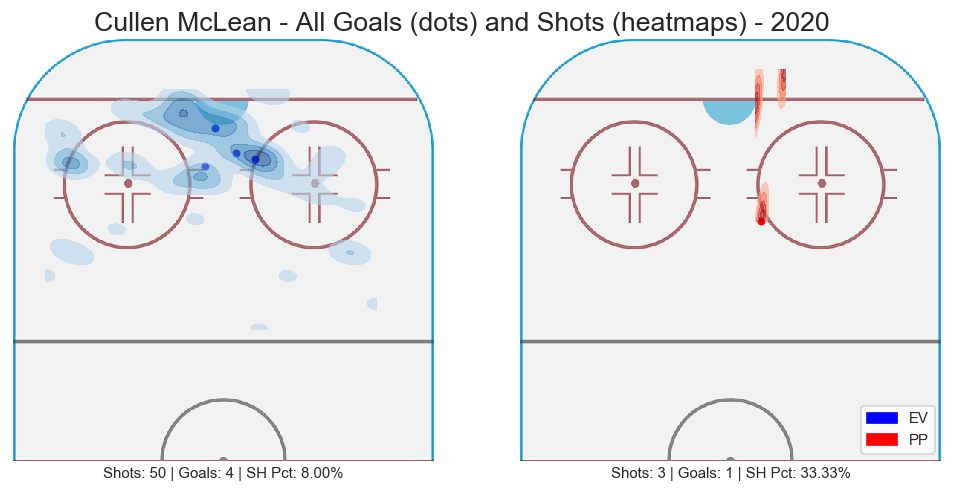 Cullen McLean - All Goals (dots) and Shots (heatmaps) - 2020
EV
PP
Shots: 50 | Goals: 4 | SH Pct: 8.00%
Shots: 3 | Goals: 1 | SH Pct: 33.33%